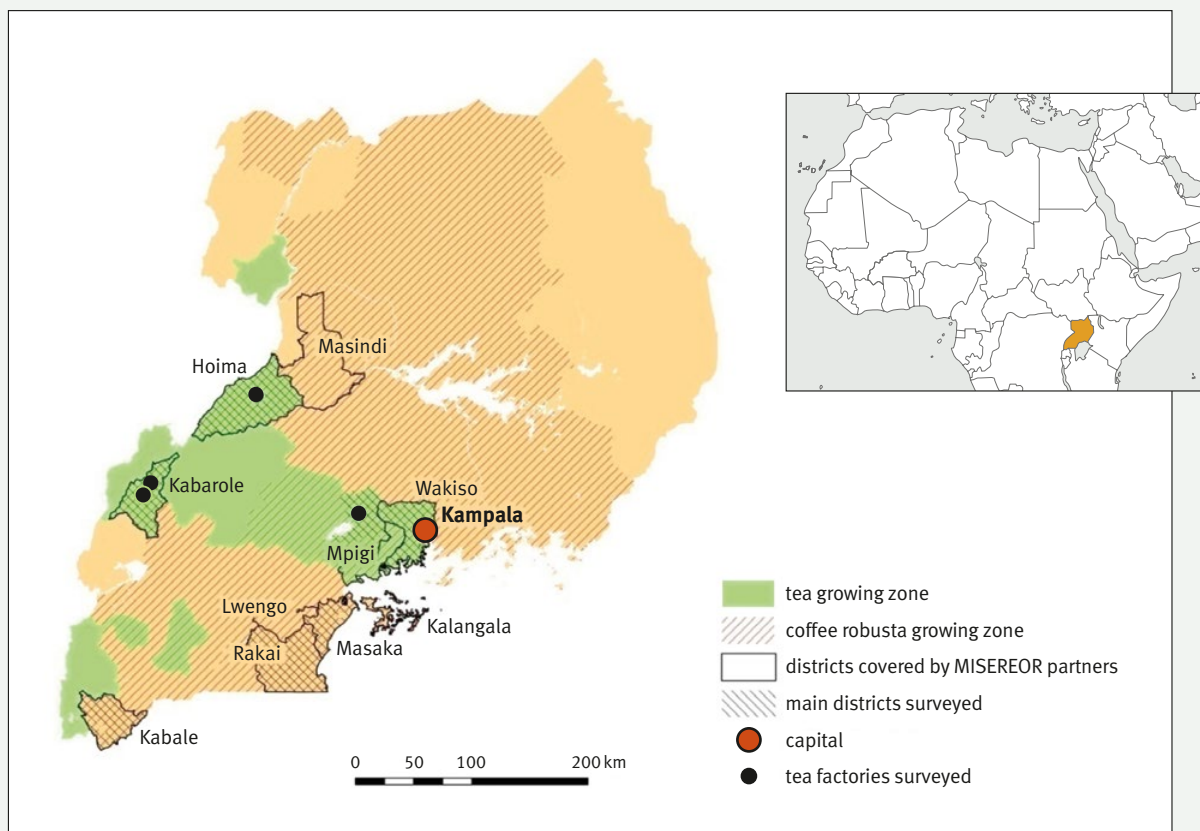 Masindi
Hoima
Kabarole
Wakiso
Kampala
Mpigi
Lwengo
Kalangala
Rakai
Masaka
Kabale
0 50 100 200 km
tea growing zone
coffee robusta growing zone
districts covered by MISEREOR partners
main districts surveyed
capital
tea factories surveyed